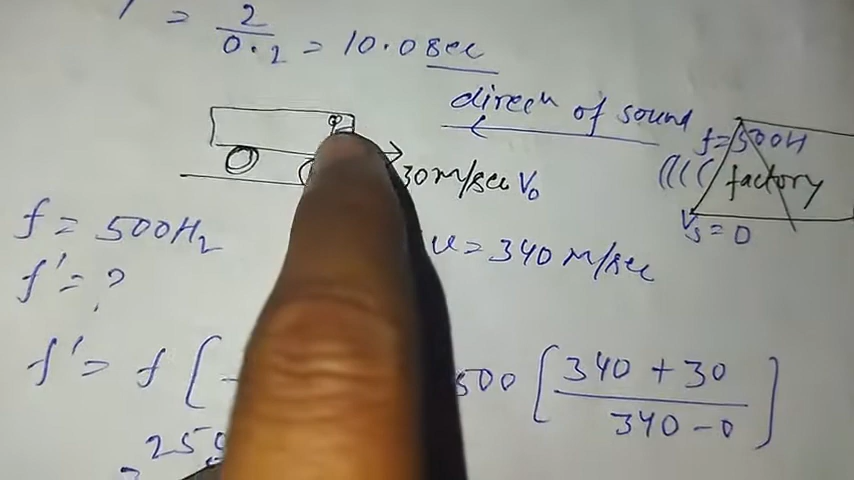 = 2/0.2 = 10.0 sec
direcn of sound
f=500H
30 m/sec V₀
((( factory
f = 500Hz
Vs = 0
u = 340 m/sec
f' = ?
f' = f [ 500 [ 340 + 30 / 340 - 0 ]